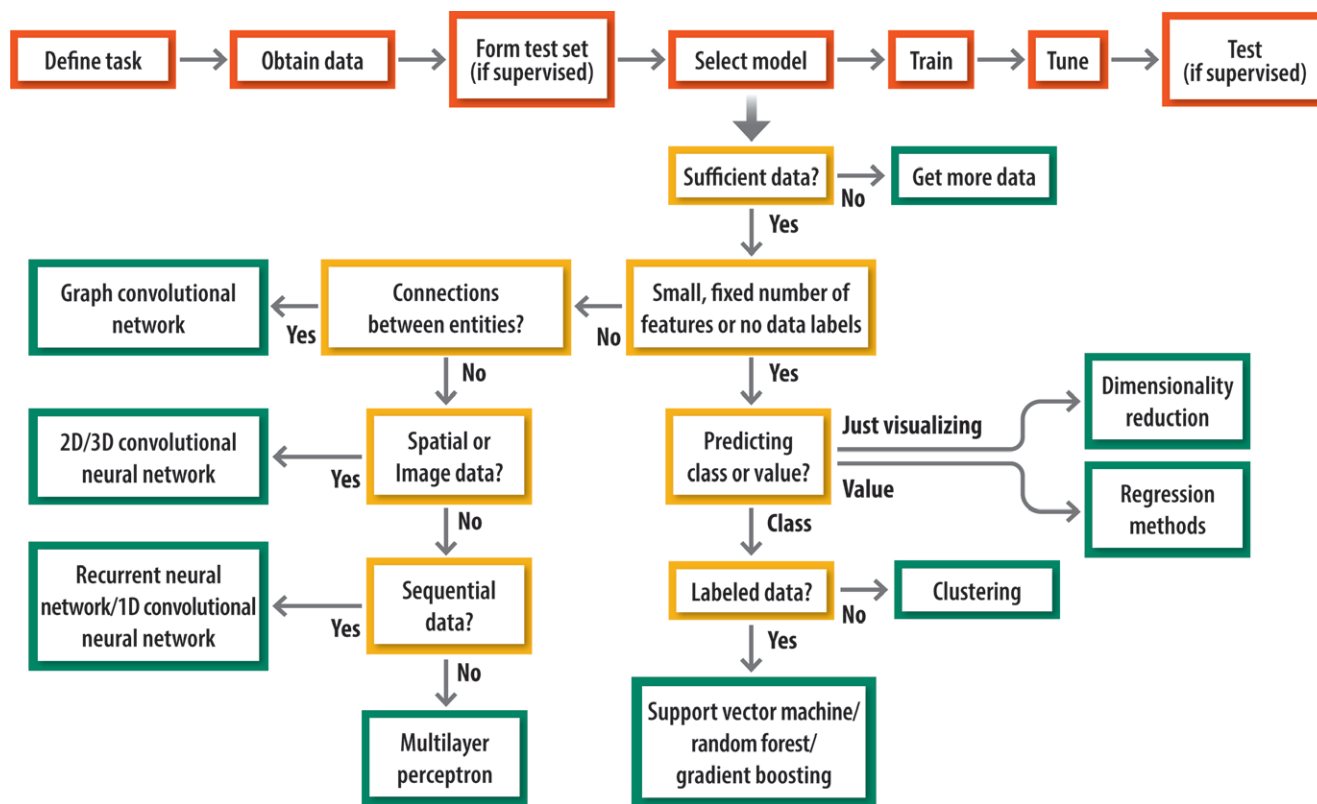 Define task
Obtain data
Form test set
(if supervised)
Select model
Train
Tune
Test
(if supervised)
Sufficient data?
No
Get more data
Yes
Graph convolutional
network
Yes
Connections
between entities?
No
Small, fixed number of
features or no data labels
No
Yes
Dimensionality
reduction
2D/3D convolutional
neural network
Yes
Spatial or
Image data?
Predicting
class or value?
Just visualizing
Value
Regression
methods
No
Class
Recurrent neural
network/1D convolutional
neural network
Yes
Sequential
data?
Labeled data?
No
Clustering
No
Yes
Multilayer
perceptron
Support vector machine/
random forest/
gradient boosting